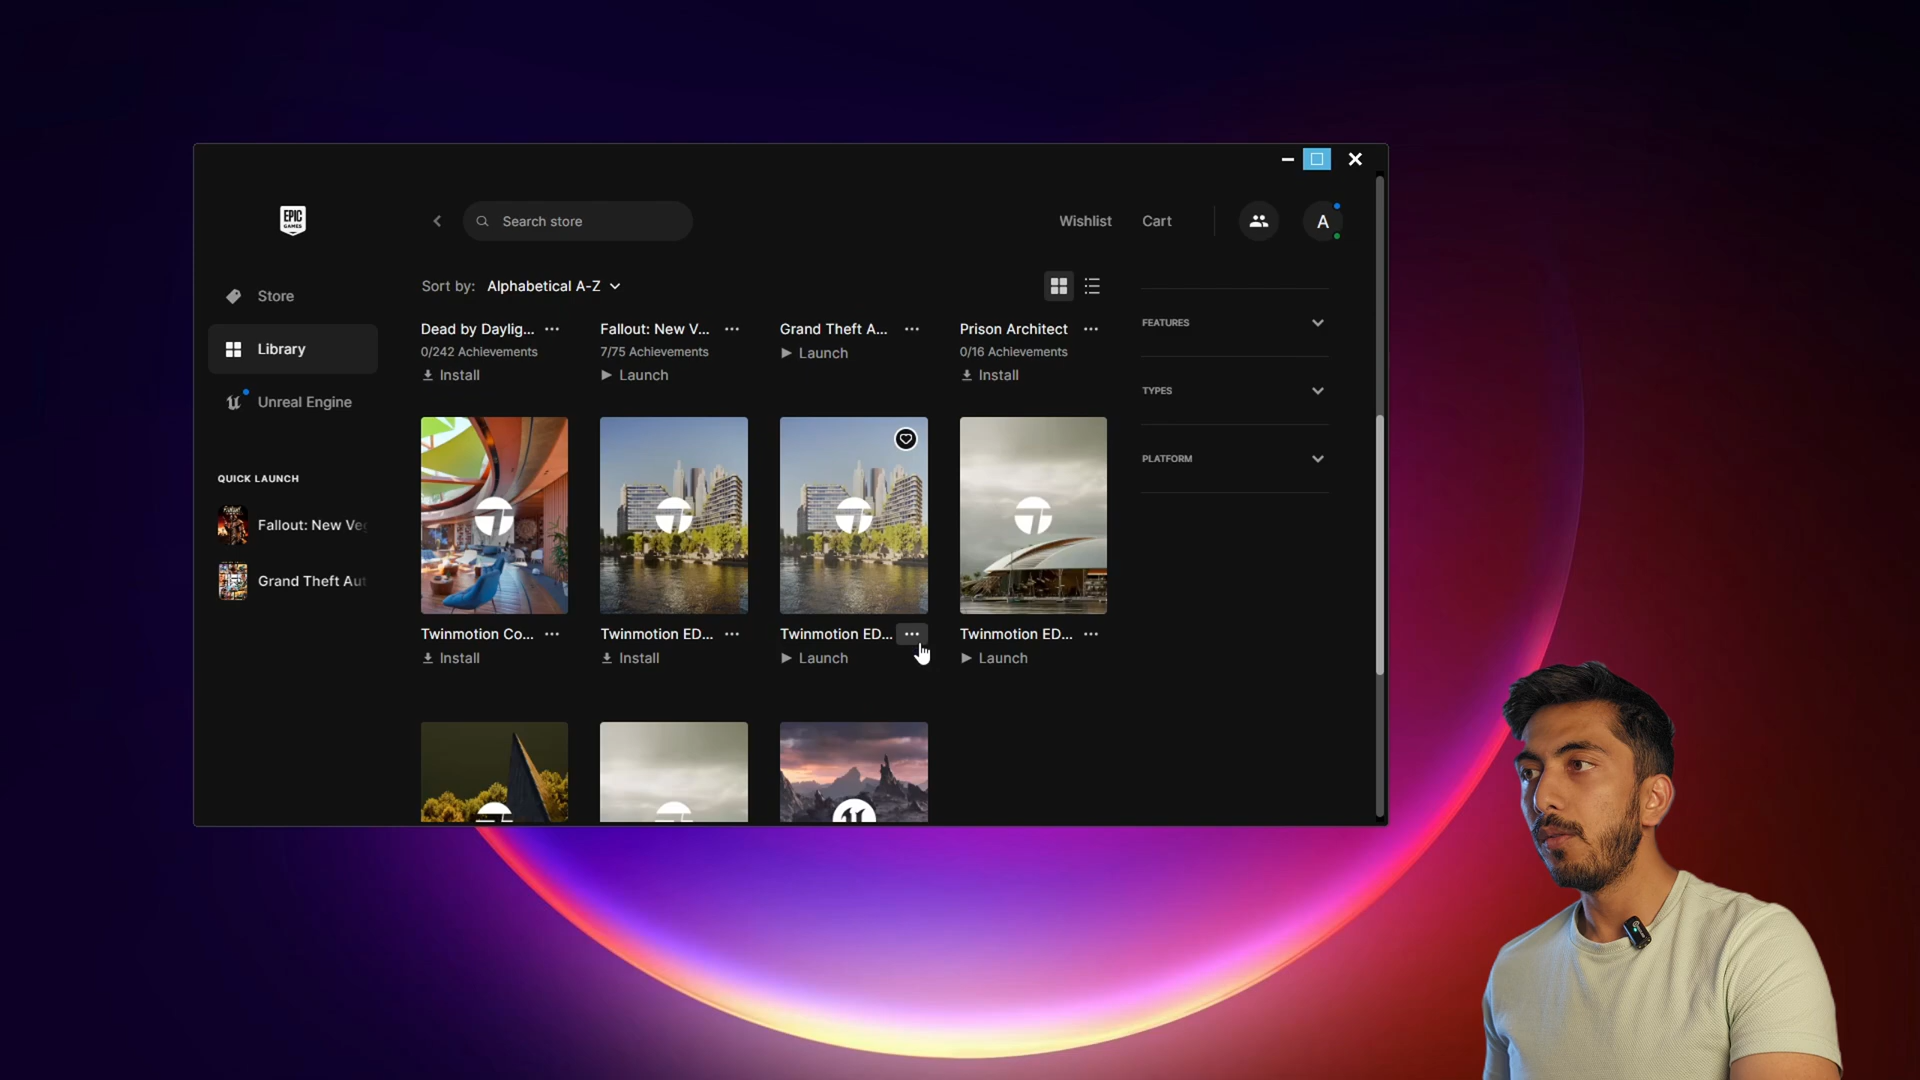 EPIC
GAMES
Search store
Wishlist
Cart
A
Store
Library
Unreal Engine
QUICK LAUNCH
Fallout: New Ve
Grand Theft Aut
Sort by: Alphabetical A-Z
Dead by Daylig...
0/242 Achievements
Install
Fallout: New V...
7/75 Achievements
Launch
Grand Theft A...
Launch
Prison Architect
0/16 Achievements
Install
Twinmotion Co...
Install
Twinmotion ED...
Install
Twinmotion ED...
Launch
Twinmotion ED...
Launch
FEATURES
TYPES
PLATFORM